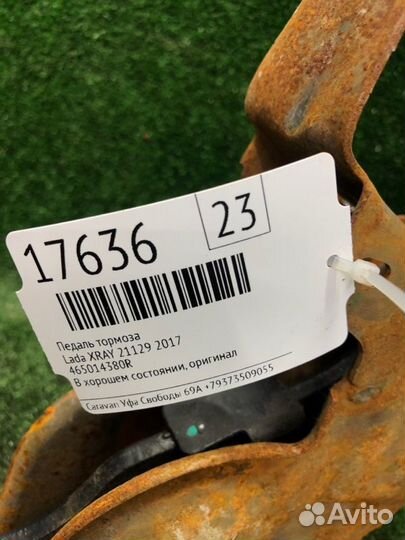 17636
23
Педаль тормоза
Lada XRAY 21129 2017
465014380R
В хорошем состоянии, оригинал
Caravan Уфа Свободы 69А +79373509055
Avito